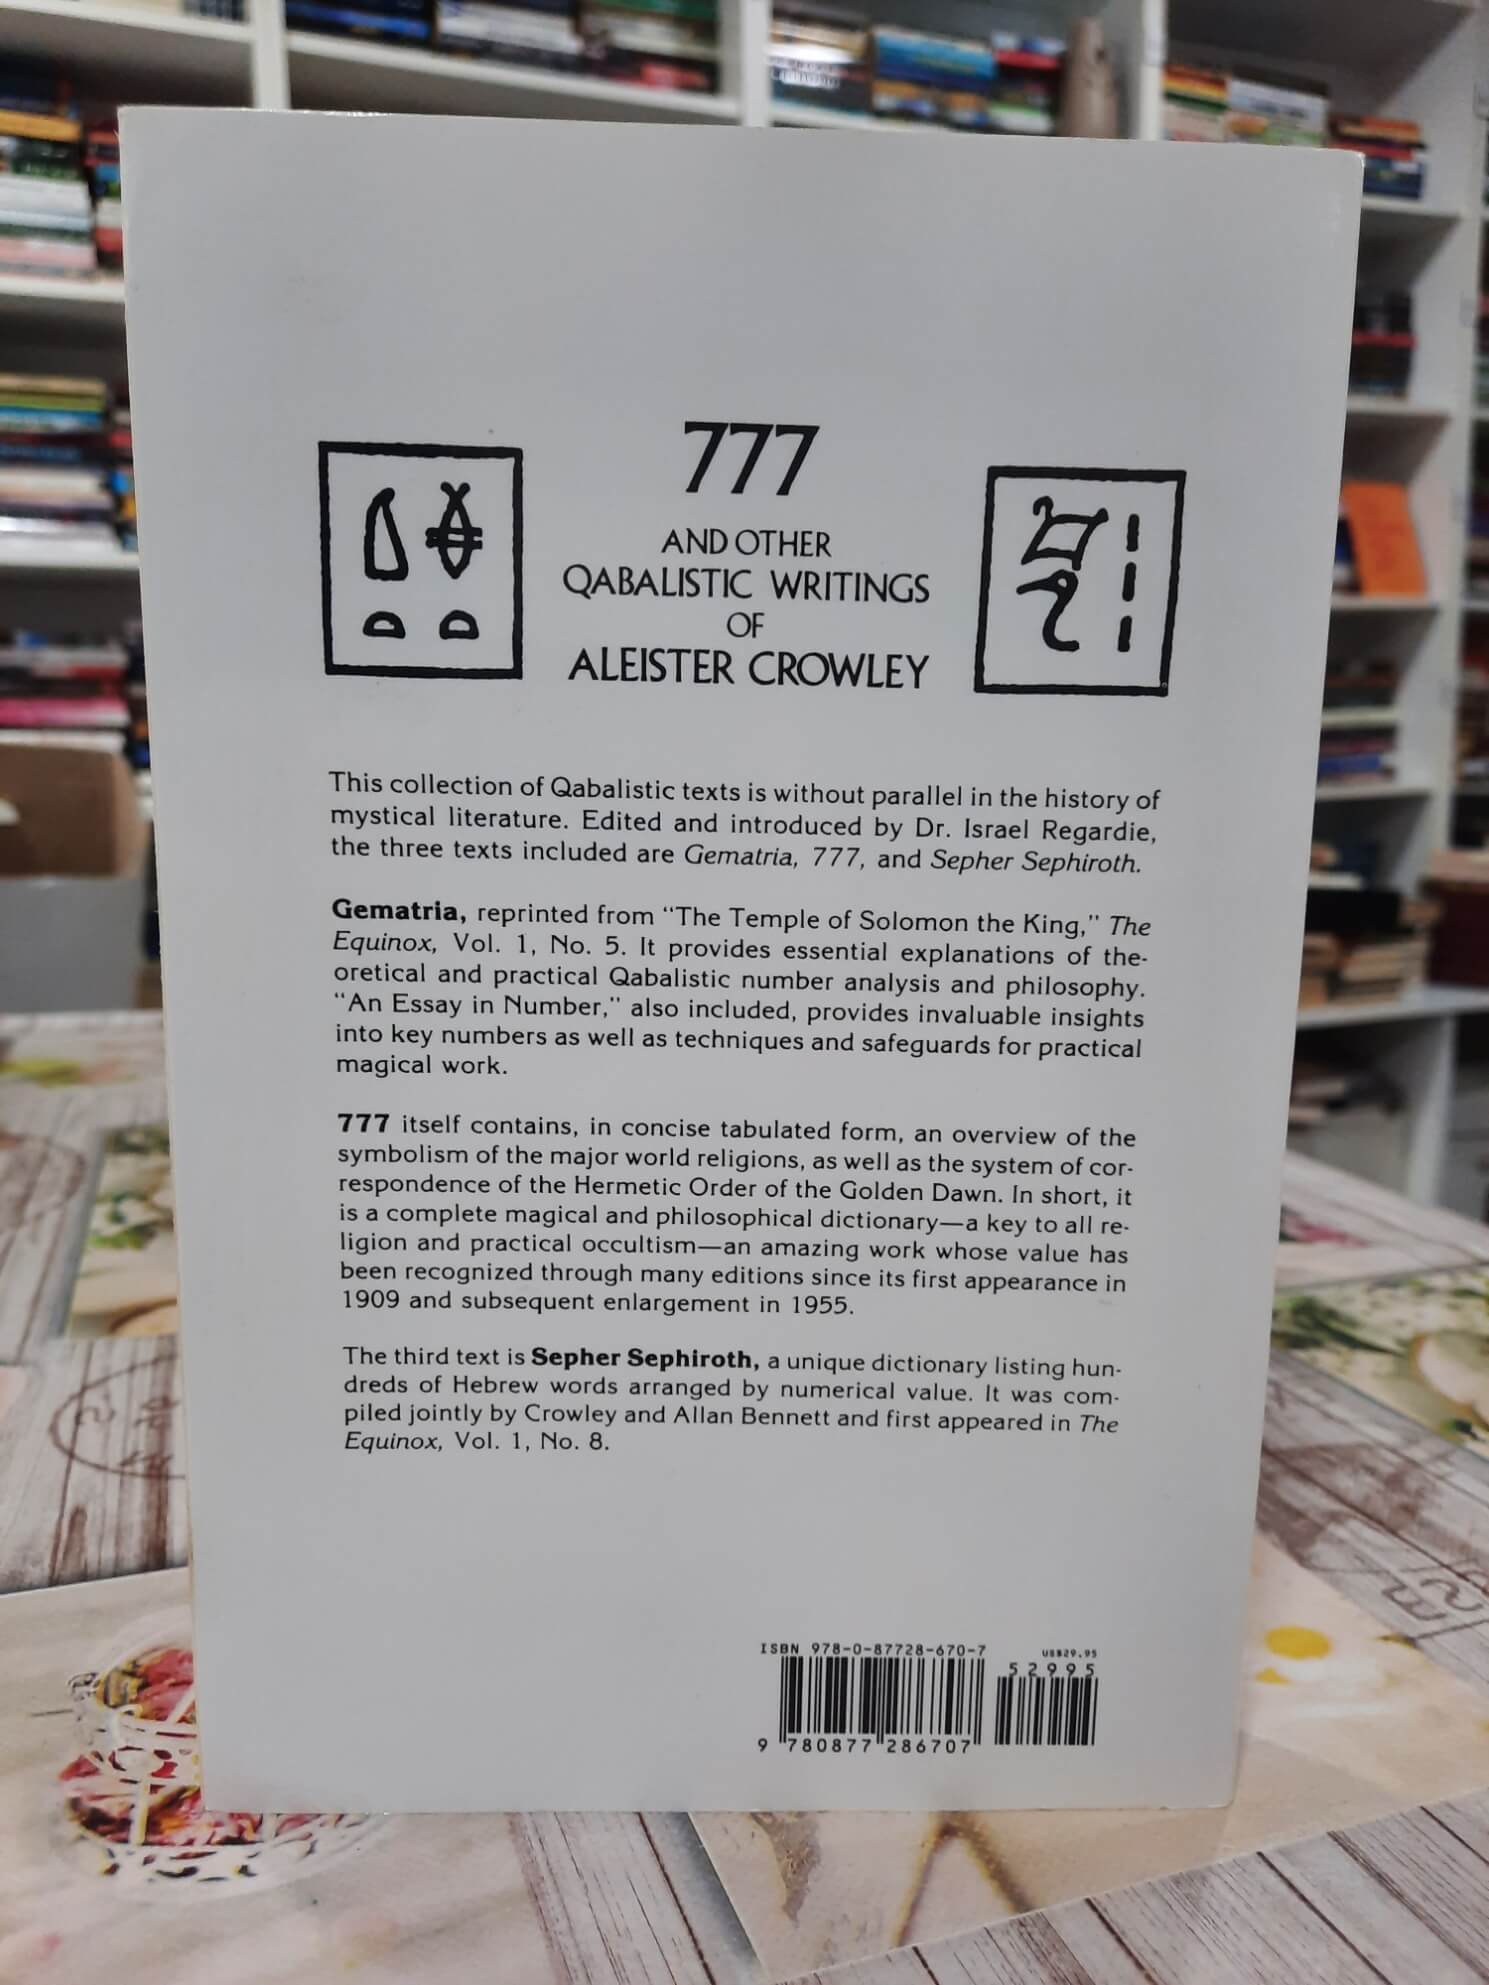 777
AND OTHER
QABALISTIC WRITINGS
OF
ALEISTER CROWLEY
This collection of Qabalistic texts is without parallel in the history of
mystical literature. Edited and introduced by Dr. Israel Regardie,
the three texts included are Gematria, 777, and Sepher Sephiroth.
Gematria, reprinted from "The Temple of Solomon the King," The
Equinox, Vol. 1, No. 5. It provides essential explanations of the-
oretical and practical Qabalistic number analysis and philosophy.
"An Essay in Number," also included, provides invaluable insights
into key numbers as well as techniques and safeguards for practical
magical work.
777 itself contains, in concise tabulated form, an overview of the
symbolism of the major world religions, as well as the system of cor-
respondence of the Hermetic Order of the Golden Dawn. In short, it
is a complete magical and philosophical dictionary—a key to all re-
ligion and practical occultism—an amazing work whose value has
been recognized through many editions since its first appearance in
1909 and subsequent enlargement in 1955.
The third text is Sepher Sephiroth, a unique dictionary listing hun-
dreds of Hebrew words arranged by numerical value. It was com-
piled jointly by Crowley and Allan Bennett and first appeared in The
Equinox, Vol. 1, No. 8.
ISBN 978-0-87728-670-7
US$29.95
52995
9 780877 286707